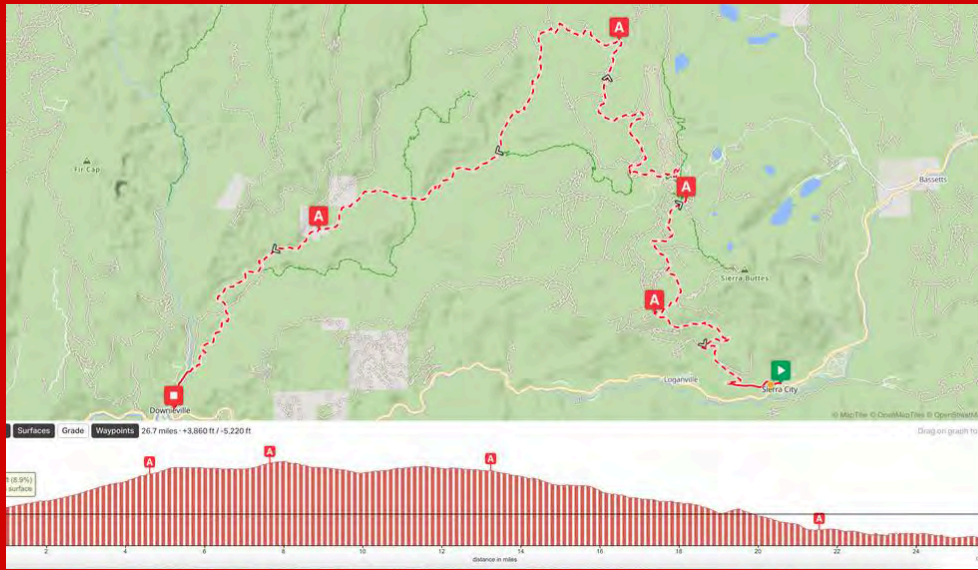 A
A
Fir Cap
Bassetts
A
A
Sierra Buttes
A
Loganville
Sierra City
Downieville
© MapTiler © OpenMapTiles © OpenStreetM
Surfaces Grade Waypoints 26.7 miles · +3,860 ft / -5,220 ft
Drag on graph to
A A A
(8.9%)
surface
A
2 4 6 8 10 12 14 16 18 20 22 24
distance in miles